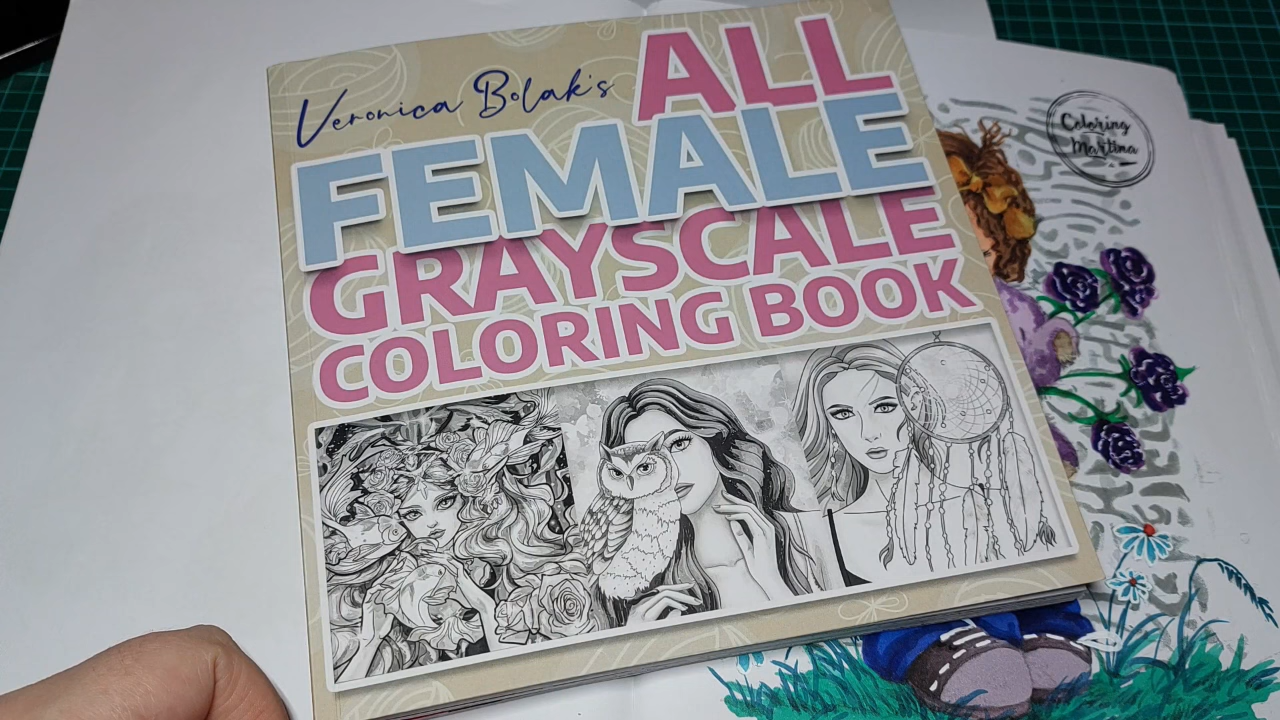 Veronica Bolak's ALL
FEMALE
GRAYSCALE
COLORING BOOK
Coloring
Martina